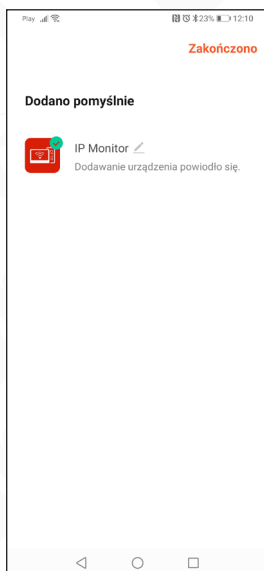 Play 23% 12:10
Zakończono
Dodano pomyślnie
IP Monitor
Dodawanie urządzenia powiodło się.